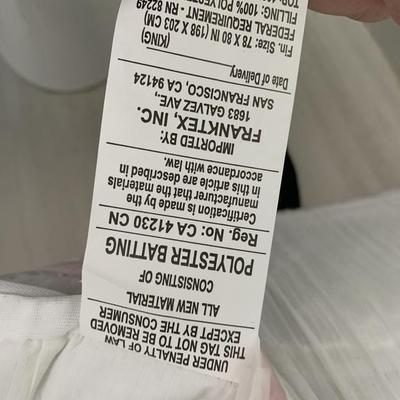 UNDER PENALTY OF LAW
THIS TAG NOT TO BE REMOVED
EXCEPT BY THE CONSUMER
ALL NEW MATERIAL
CONSISTING OF
POLYESTER BATTING
Reg. No: CA 41230 CN
Certification is made by the
manufacturer that the materials
in this article are described in
accordance with law.
IMPORTED BY:
FRANKTEX, INC.
1683 GALVEZ AVE,
SAN FRANCISCO, CA 94124
Date of Delivery
(KING)
Fin. Size: 78 X 80 IN (198 X 203 CM)
FEDERAL REQUIREMENT - RN: 82249
FILLING: 100% POLYESTER